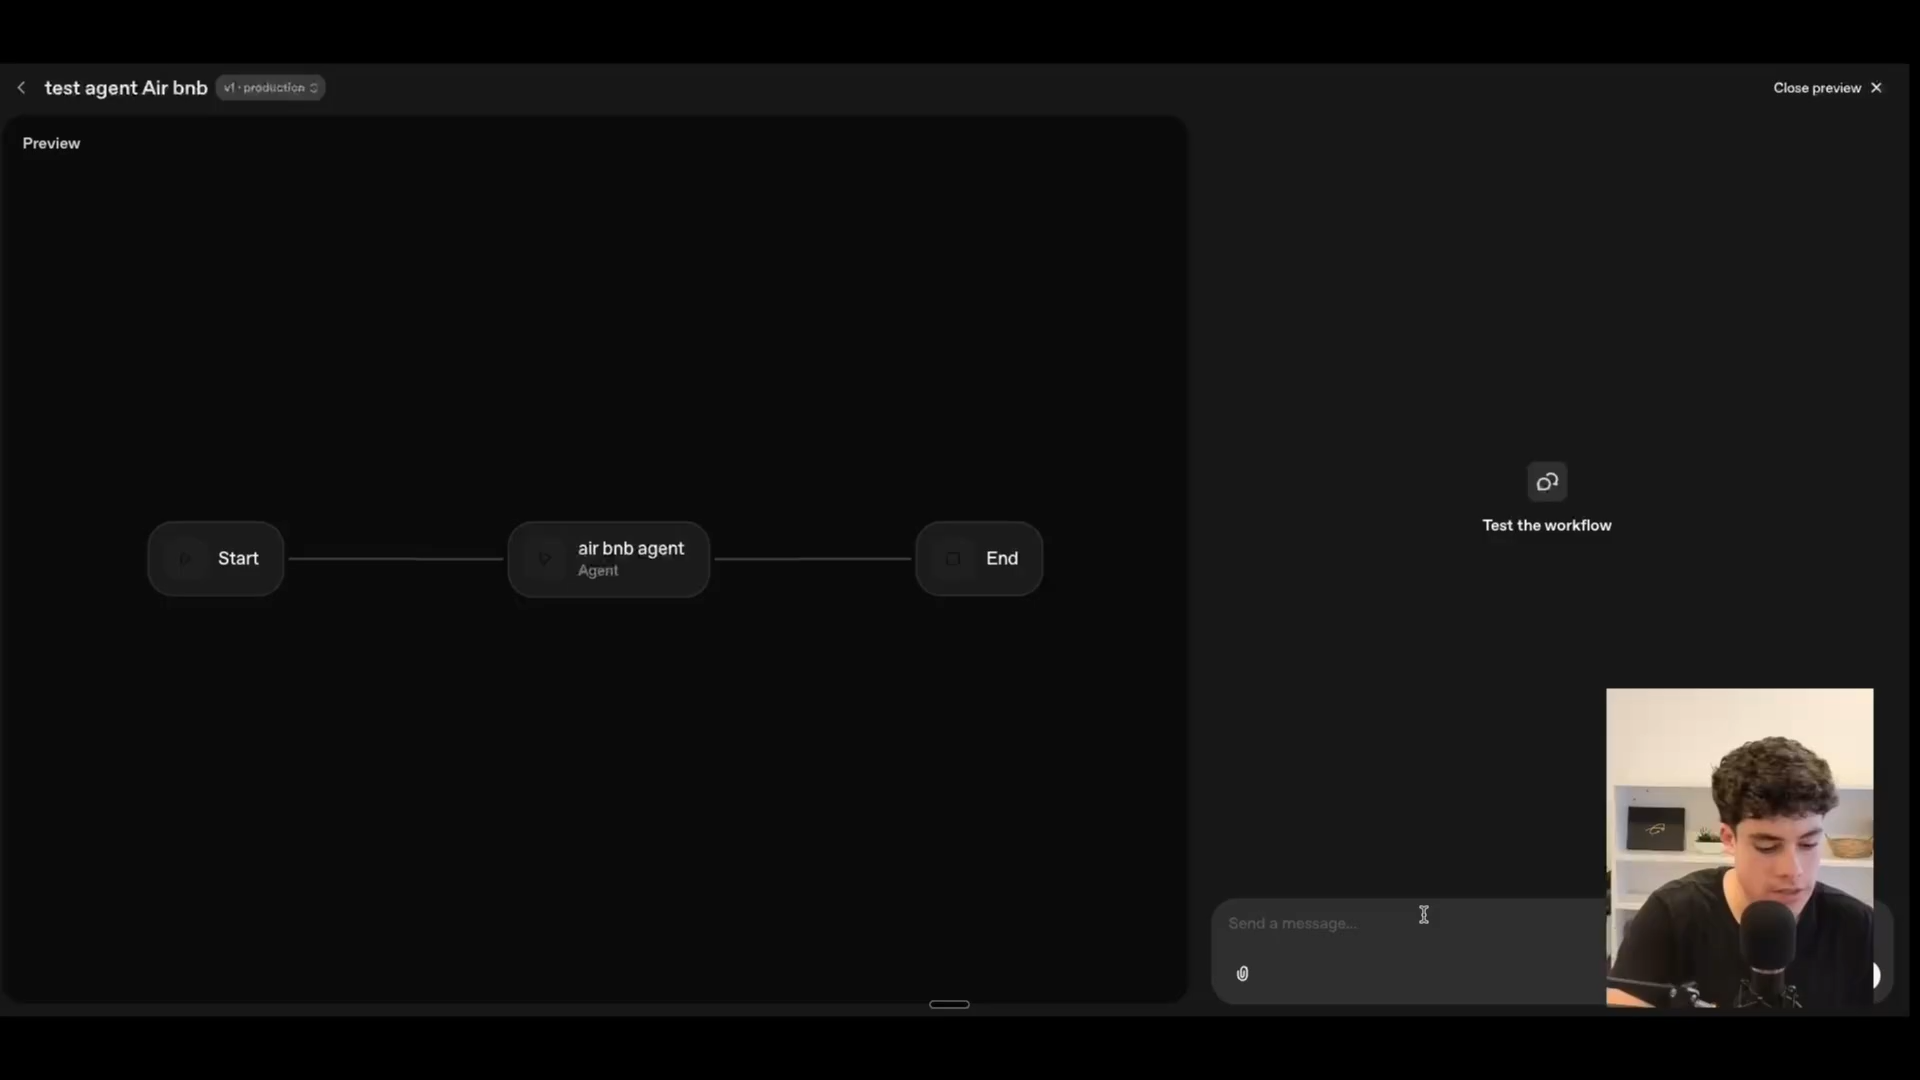 test agent Air bnb
v1 · production
Close preview
Preview
Start
air bnb agent
Agent
End
Test the workflow
Send a message...